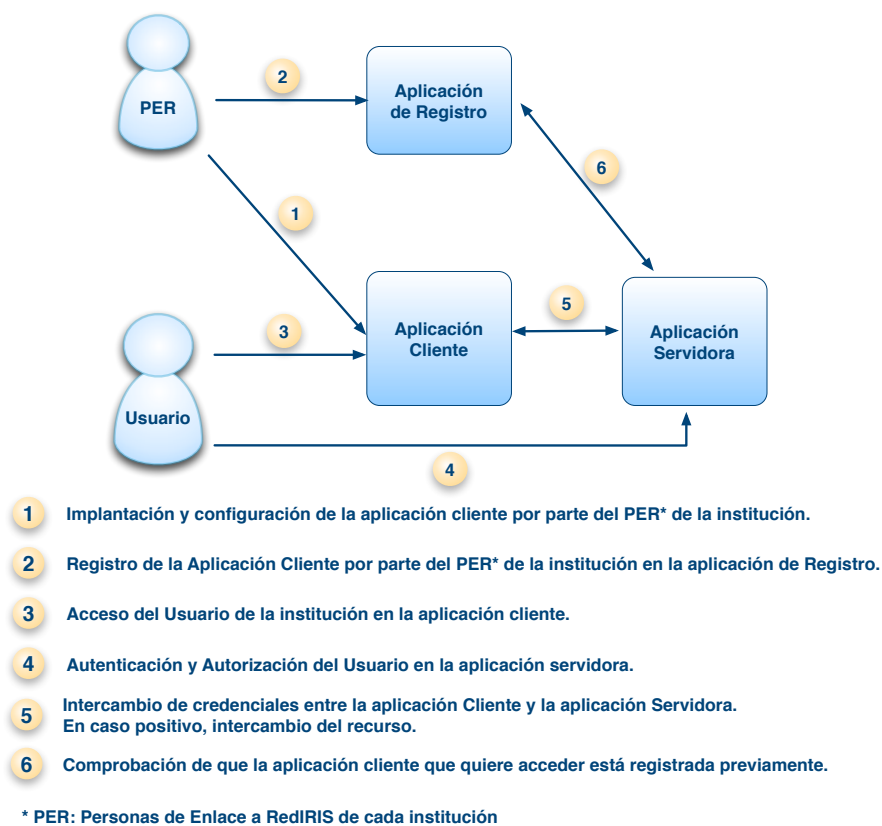 PER
2
Aplicación
de Registro
6
1
5
3
Aplicación
Cliente
Aplicación
Servidora
Usuario
4
1 Implantación y configuración de la aplicación cliente por parte del PER* de la institución.
2 Registro de la Aplicación Cliente por parte del PER* de la institución en la aplicación de Registro.
3 Acceso del Usuario de la institución en la aplicación cliente.
4 Autenticación y Autorización del Usuario en la aplicación servidora.
5 Intercambio de credenciales entre la aplicación Cliente y la aplicación Servidora.
En caso positivo, intercambio del recurso.
6 Comprobación de que la aplicación cliente que quiere acceder está registrada previamente.
* PER: Personas de Enlace a RedIRIS de cada institución